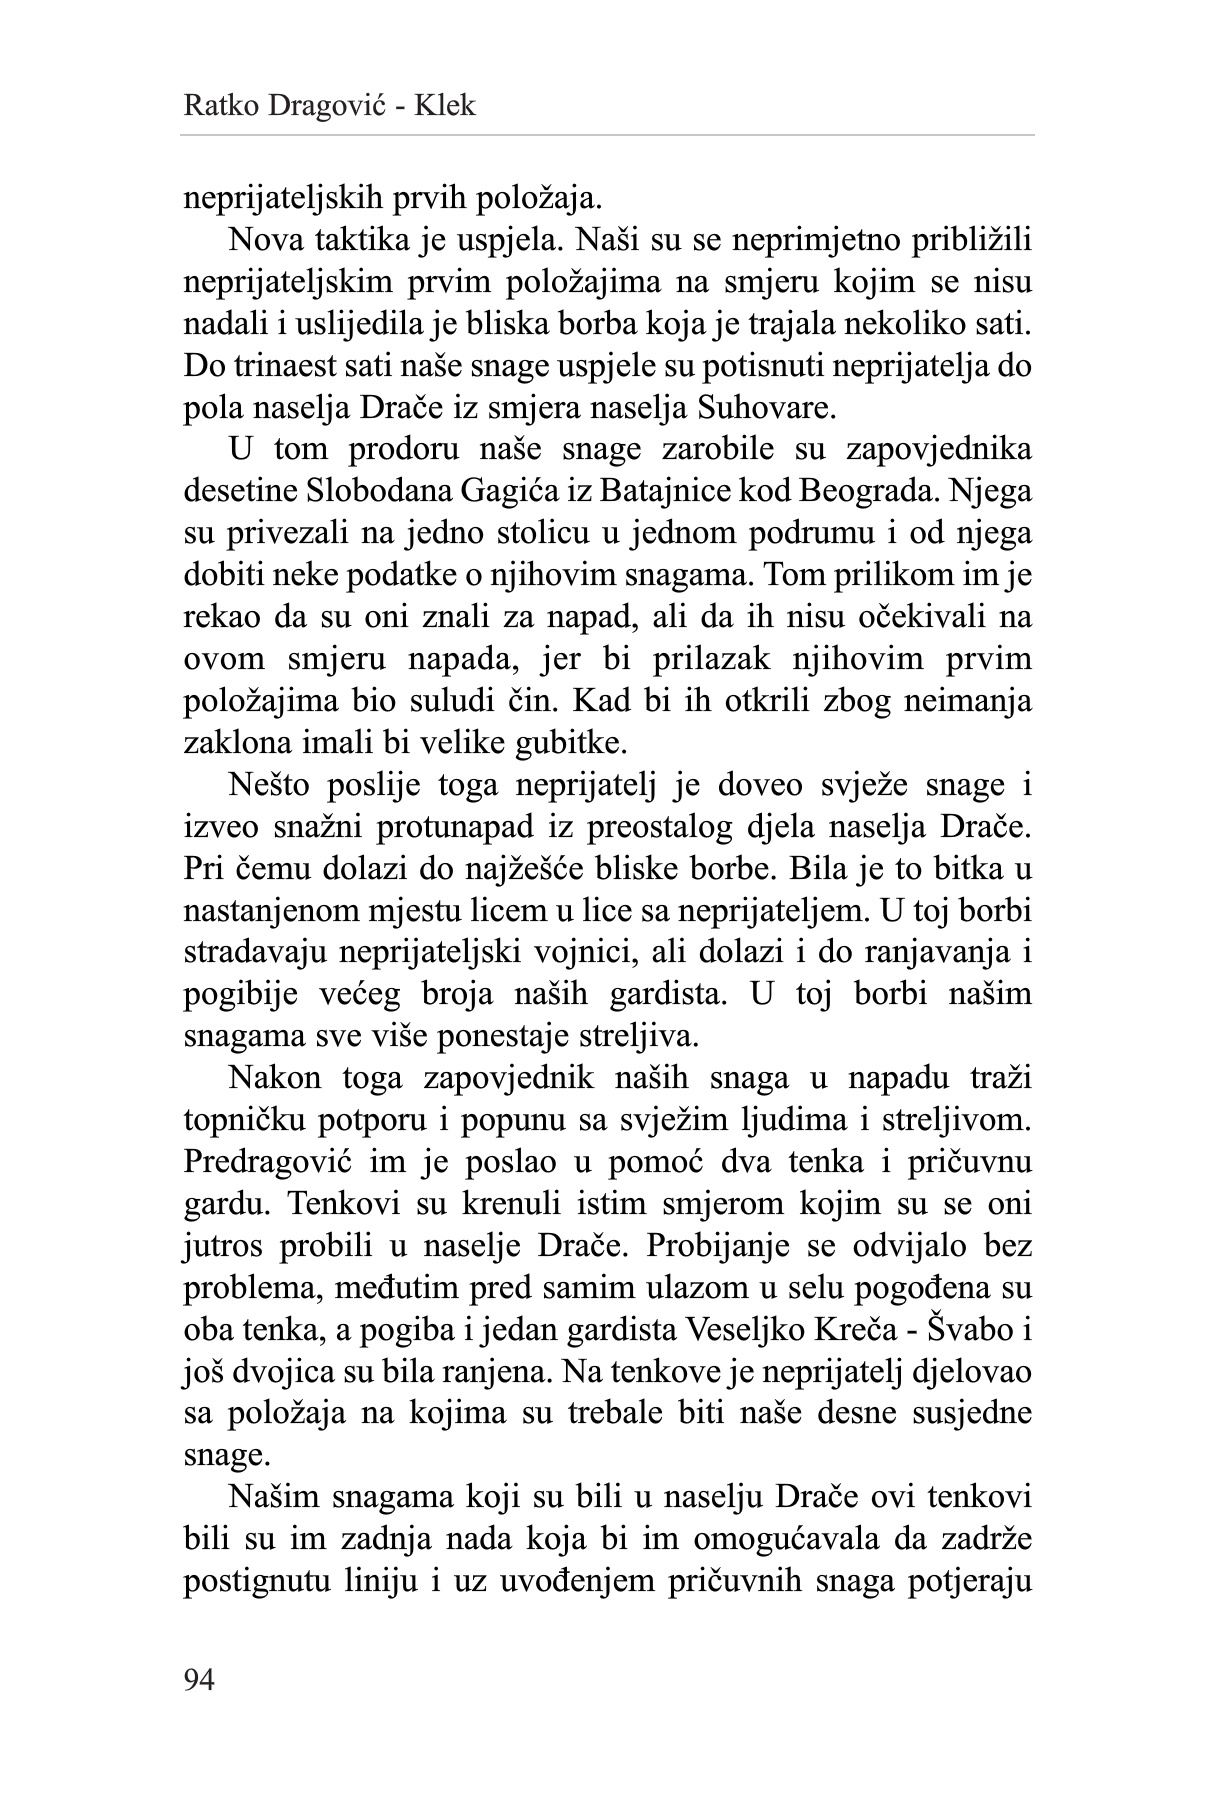 Ratko Dragović - Klek
neprijateljskih prvih položaja.
Nova taktika je uspjela. Naši su se neprimjetno približili
neprijateljskim prvim položajima na smjeru kojim se nisu
nadali i uslijedila je bliska borba koja je trajala nekoliko sati.
Do trinaest sati naše snage uspjele su potisnuti neprijatelja do
pola naselja Drače iz smjera naselja Suhovare.
U tom prodoru naše snage zarobile su zapovjednika
desetine Slobodana Gagića iz Batajnice kod Beograda. Njega
su privezali na jedno stolicu u jednom podrumu i od njega
dobiti neke podatke o njihovim snagama. Tom prilikom im je
rekao da su oni znali za napad, ali da ih nisu očekivali na
ovom smjeru napada, jer bi prilazak njihovim prvim
položajima bio suludi čin. Kad bi ih otkrili zbog neimanja
zaklona imali bi velike gubitke.
Nešto poslije toga neprijatelj je doveo svježe snage i
izveo snažni protunapad iz preostalog djela naselja Drače.
Pri čemu dolazi do najžešće bliske borbe. Bila je to bitka u
nastanjenom mjestu licem u lice sa neprijateljem. U toj borbi
stradavaju neprijateljski vojnici, ali dolazi i do ranjavanja i
pogibije većeg broja naših gardista. U toj borbi našim
snagama sve više ponestaje streljiva.
Nakon toga zapovjednik naših snaga u napadu traži
topničku potporu i popunu sa svježim ljudima i streljivom.
Predragović im je poslao u pomoć dva tenka i pričuvnu
gardu. Tenkovi su krenuli istim smjerom kojim su se oni
jutros probili u naselje Drače. Probijanje se odvijalo bez
problema, međutim pred samim ulazom u selu pogođena su
oba tenka, a pogiba i jedan gardista Veseljko Kreča - Švabo i
još dvojica su bila ranjena. Na tenkove je neprijatelj djelovao
sa položaja na kojima su trebale biti naše desne susjedne
snage.
Našim snagama koji su bili u naselju Drače ovi tenkovi
bili su im zadnja nada koja bi im omogućavala da zadrže
postignutu liniju i uz uvođenjem pričuvnih snaga potjeraju
94